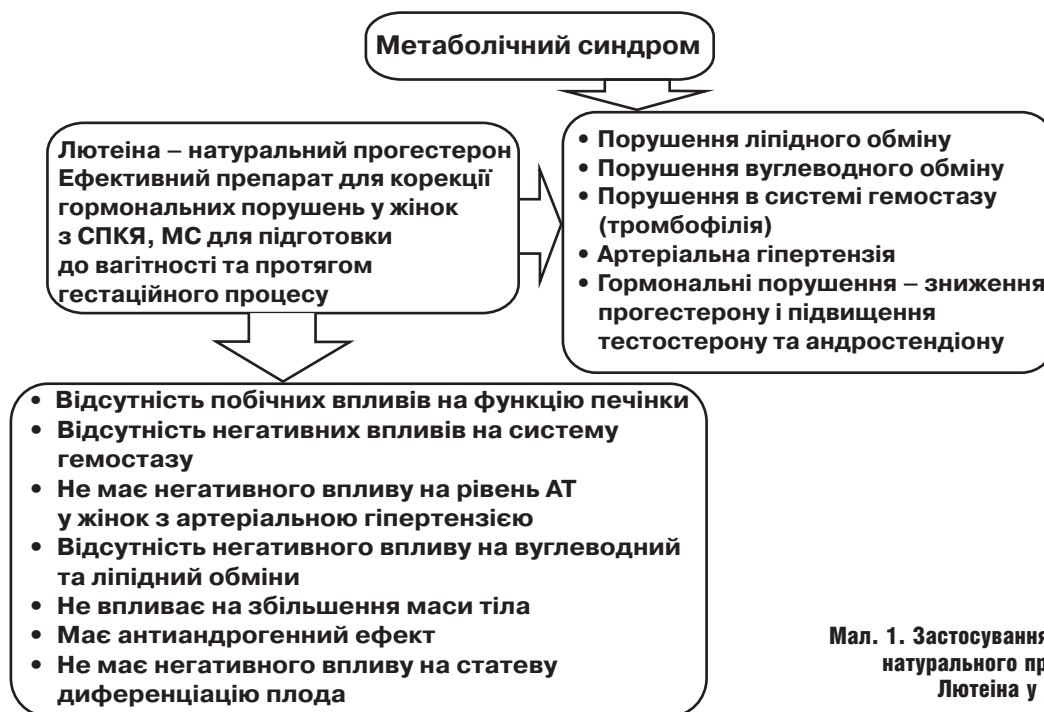 Метаболічний синдром
Лютеіна – натуральний прогестерон
Ефективний препарат для корекції
гормональних порушень у жінок
з СПКЯ, МС для підготовки
до вагітності та протягом
гестаційного процесу
• Порушення ліпідного обміну
• Порушення вуглеводного обміну
• Порушення в системі гемостазу
(тромбофілія)
• Артеріальна гіпертензія
• Гормональні порушення – зниження
прогестерону і підвищення
тестостерону та андростендіону
• Відсутність побічних впливів на функцію печінки
• Відсутність негативних впливів на систему
гемостазу
• Не має негативного впливу на рівень АТ
у жінок з артеріальною гіпертензією
• Відсутність негативного впливу на вуглеводний
та ліпідний обміни
• Не впливає на збільшення маси тіла
• Має антиандрогенний ефект
• Не має негативного впливу на статеву
диференціацію плода
Мал. 1. Застосування
натурального
Лютеіна у